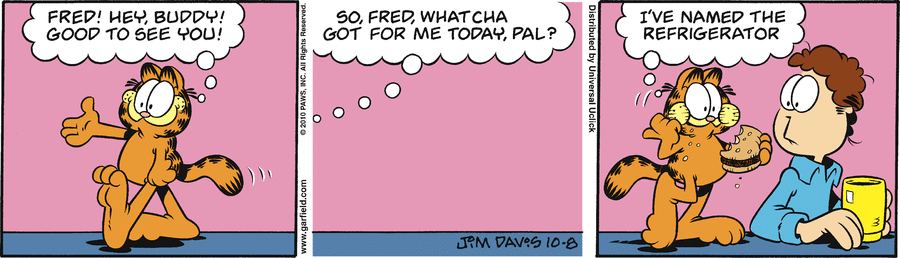 FRED! HEY, BUDDY!
GOOD TO SEE YOU!
www.garfield.com
© 2010 PAWS, INC. All Rights Reserved.
SO, FRED, WHATCHA
GOT FOR ME TODAY, PAL?
JIM DAVIS 10-8
Distributed by Universal Uclick
I'VE NAMED THE
REFRIGERATOR